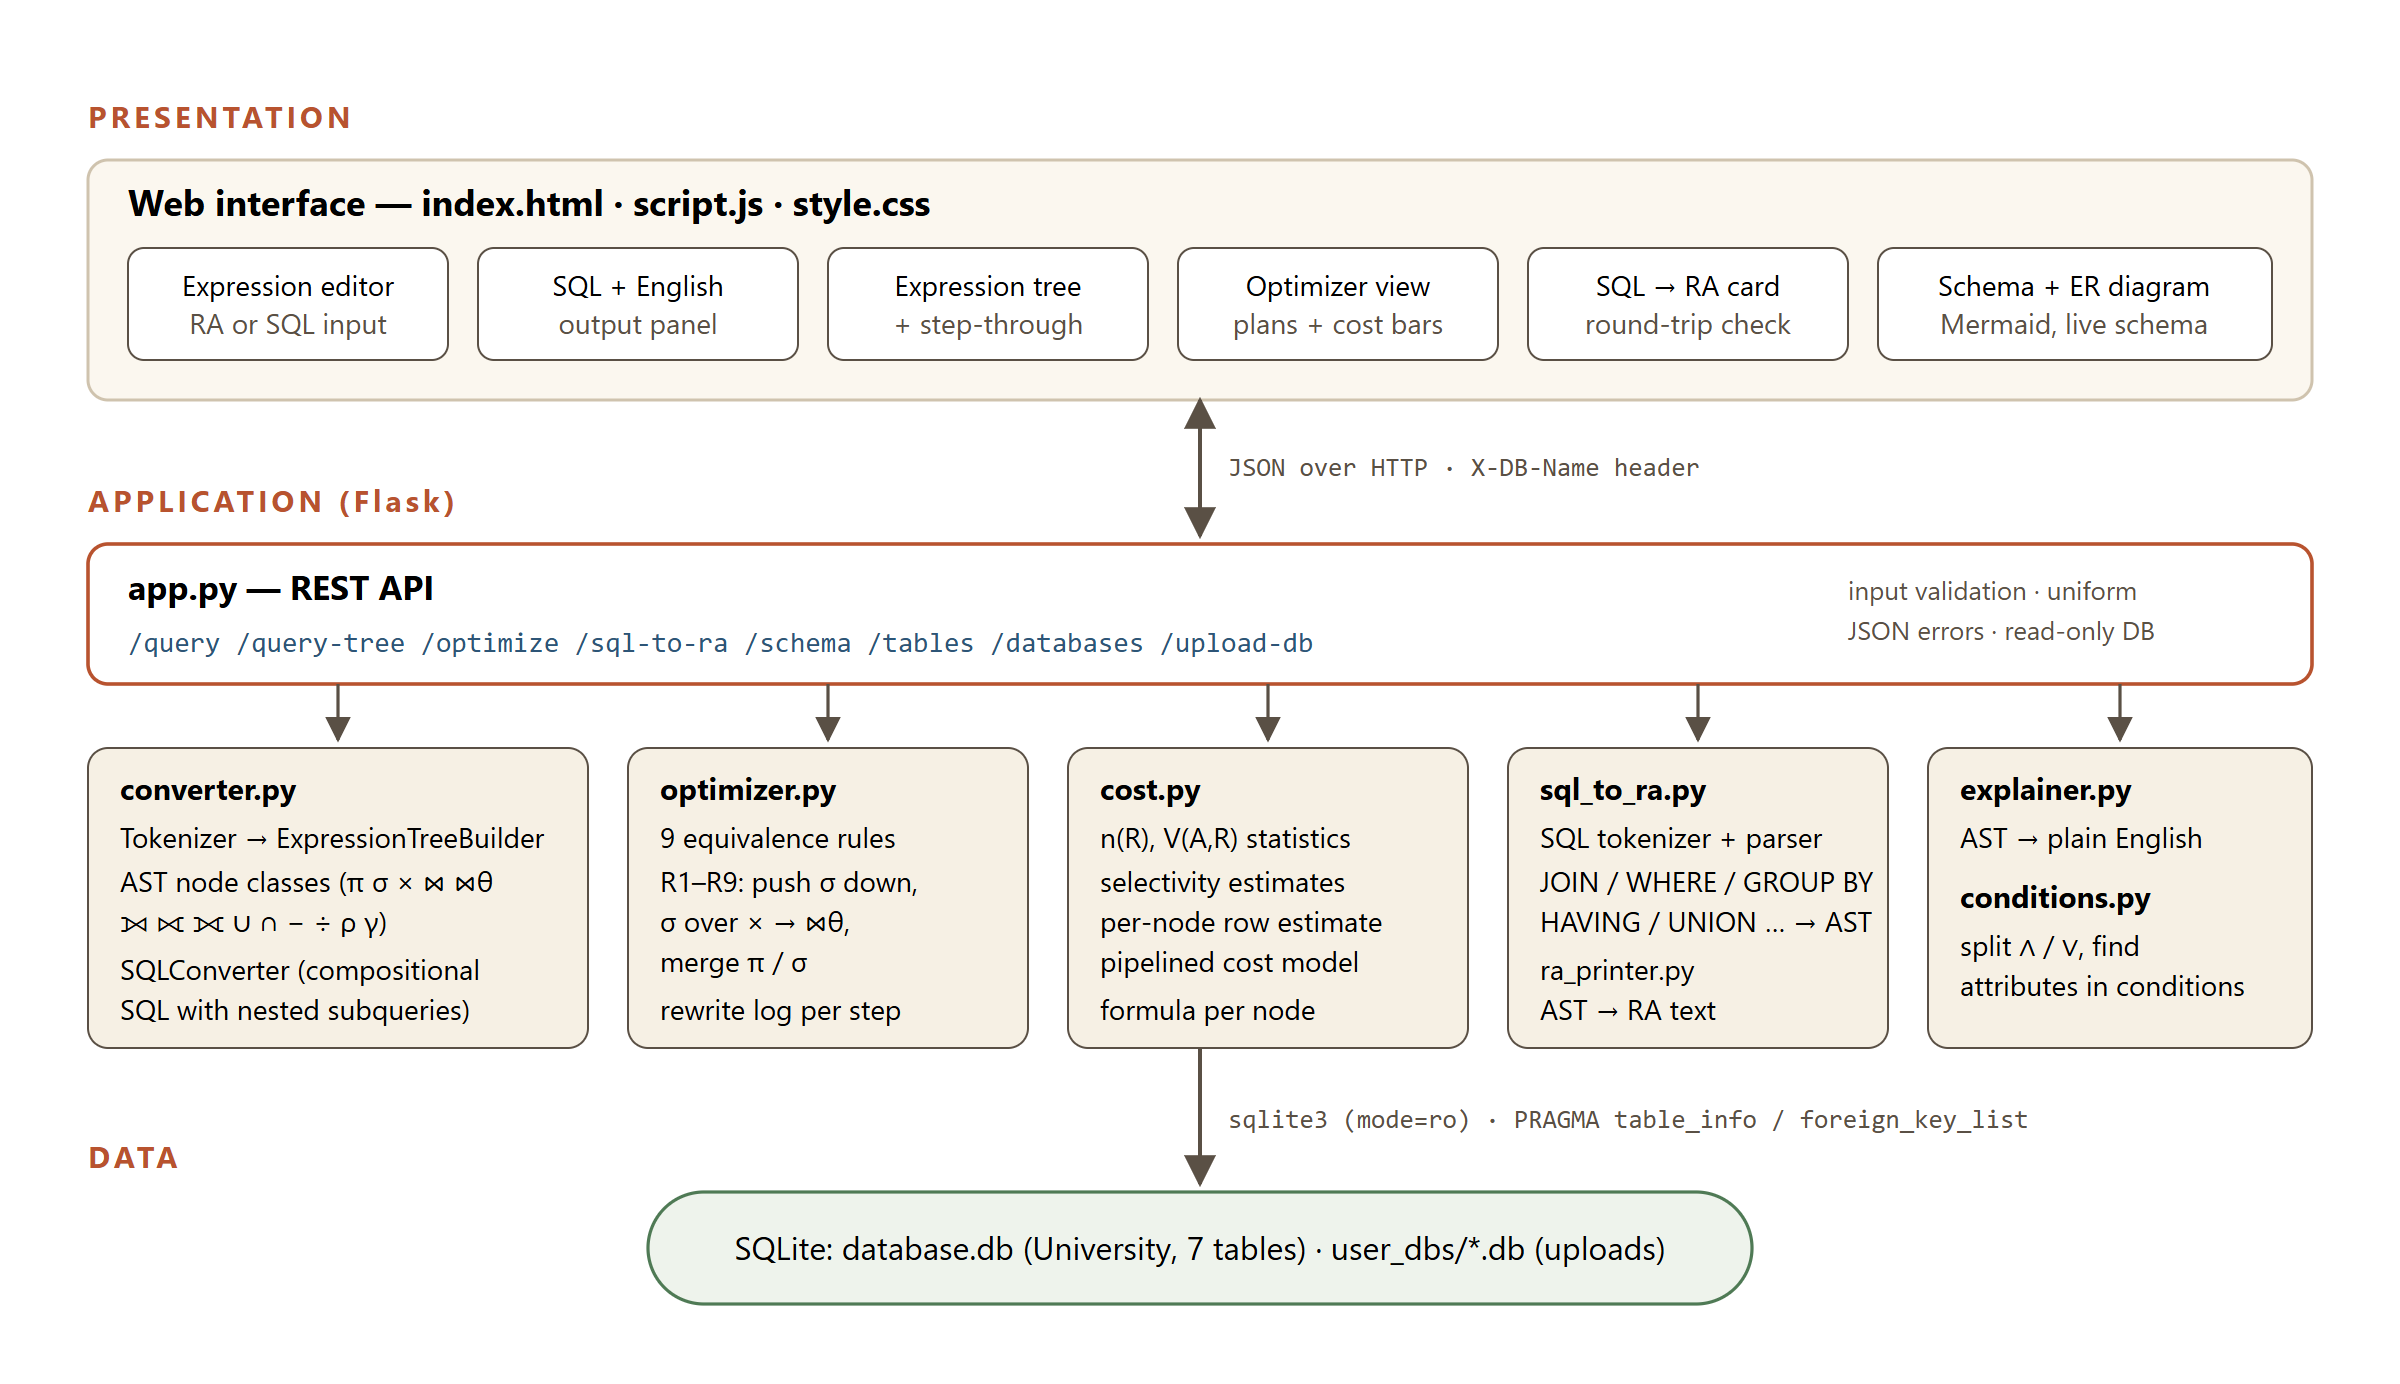 PRESENTATION
Web interface — index.html · script.js · style.css
Expression editor
RA or SQL input
SQL + English
output panel
Expression tree
+ step-through
Optimizer view
plans + cost bars
SQL → RA card
round-trip check
Schema + ER diagram
Mermaid, live schema
JSON over HTTP · X-DB-Name header
APPLICATION (Flask)
app.py — REST API
/query /query-tree /optimize /sql-to-ra /schema /tables /databases /upload-db
input validation · uniform
JSON errors · read-only DB
converter.py
Tokenizer → ExpressionTreeBuilder
AST node classes (π σ × ⋈ ⋈θ
⟕ ⟖ ⟗ ∪ ∩ − ÷ ρ γ)
SQLConverter (compositional
SQL with nested subqueries)
optimizer.py
9 equivalence rules
R1–R9: push σ down,
σ over × → ⋈θ,
merge π / σ
rewrite log per step
cost.py
n(R), V(A,R) statistics
selectivity estimates
per-node row estimate
pipelined cost model
formula per node
sql_to_ra.py
SQL tokenizer + parser
JOIN / WHERE / GROUP BY
HAVING / UNION … → AST
ra_printer.py
AST → RA text
explainer.py
AST → plain English
conditions.py
split ∧ / ∨, find
attributes in conditions
sqlite3 (mode=ro) · PRAGMA table_info / foreign_key_list
DATA
SQLite: database.db (University, 7 tables) · user_dbs/*.db (uploads)